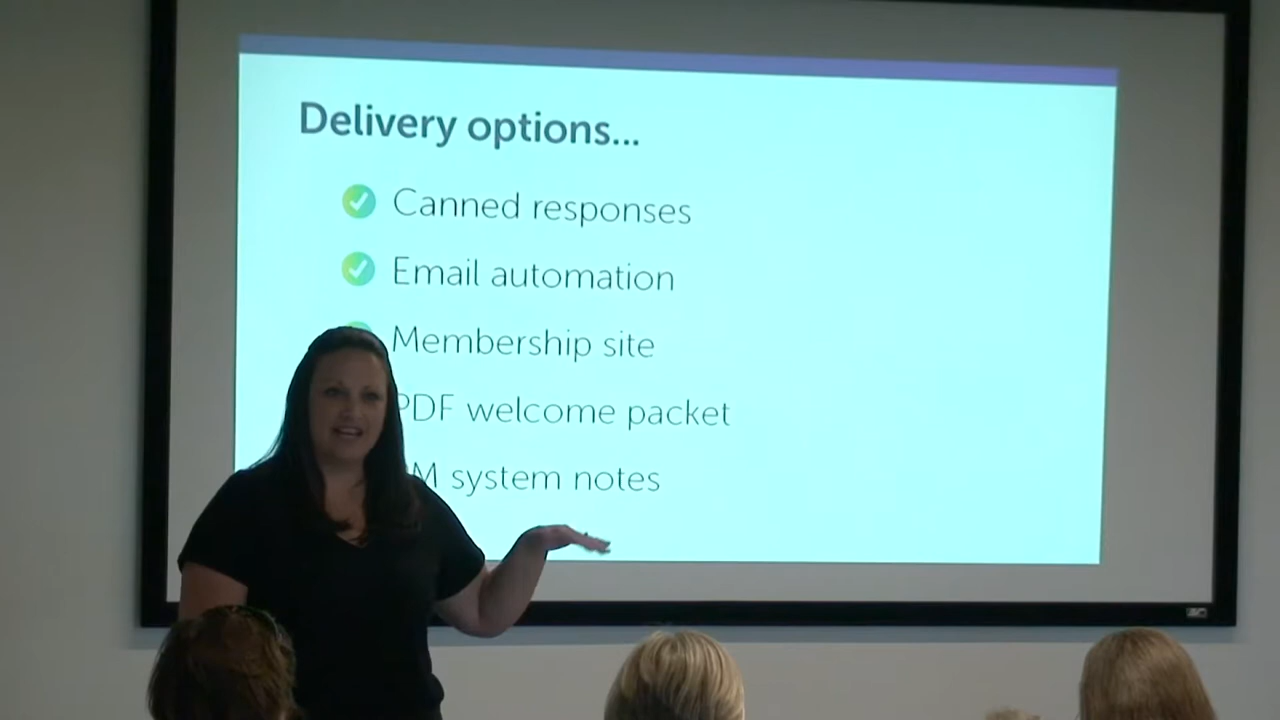 Delivery options...
Canned responses
Email automation
Membership site
PDF welcome packet
system notes